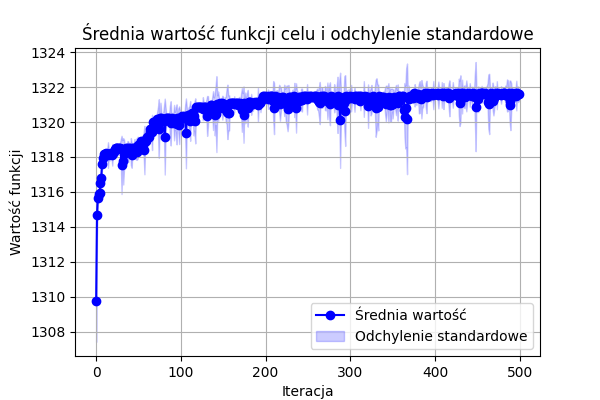 Średnia wartość funkcji celu i odchylenie standardowe
1324
1322
1320
1318
1316
1314
1312
1310
1308
Wartość funkcji
0 100 200 300 400 500
Iteracja
Średnia wartość
Odchylenie standardowe